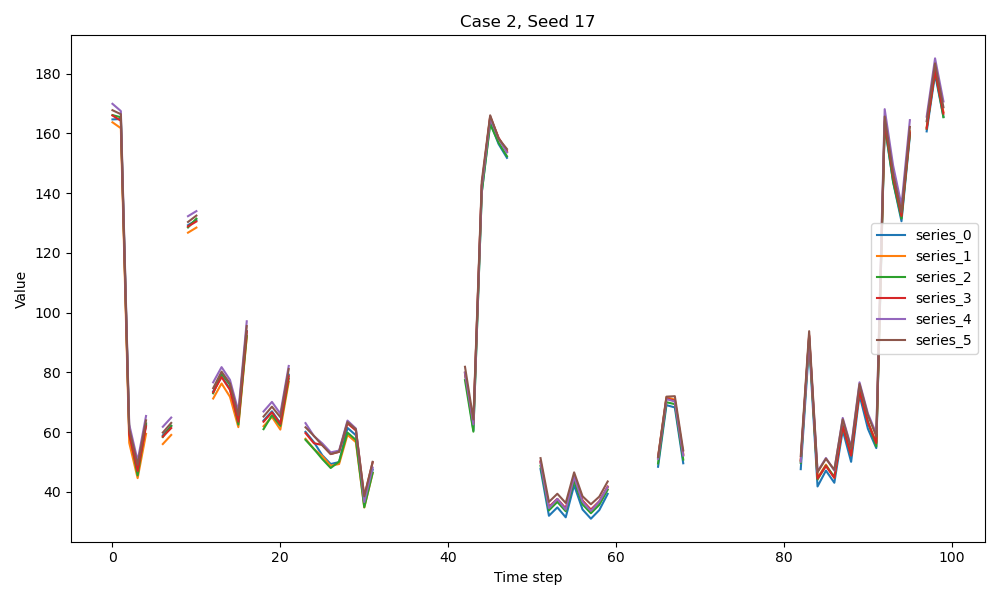 Case 2, Seed 17
Value
180
160
140
120
100
80
60
40
series_0
series_1
series_2
series_3
series_4
series_5
0 20 40 60 80 100
Time step